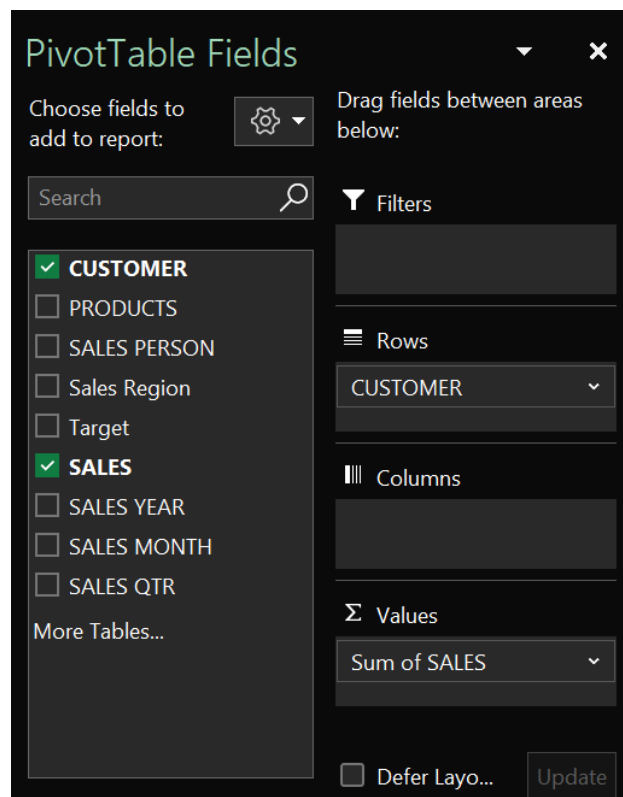 PivotTable Fields
Choose fields to
add to report:
Search
CUSTOMER
PRODUCTS
SALES PERSON
Sales Region
Target
SALES
SALES YEAR
SALES MONTH
SALES QTR
More Tables...
Drag fields between areas
below:
Filters
Rows
CUSTOMER
Columns
Σ Values
Sum of SALES
Defer Layo...
Update